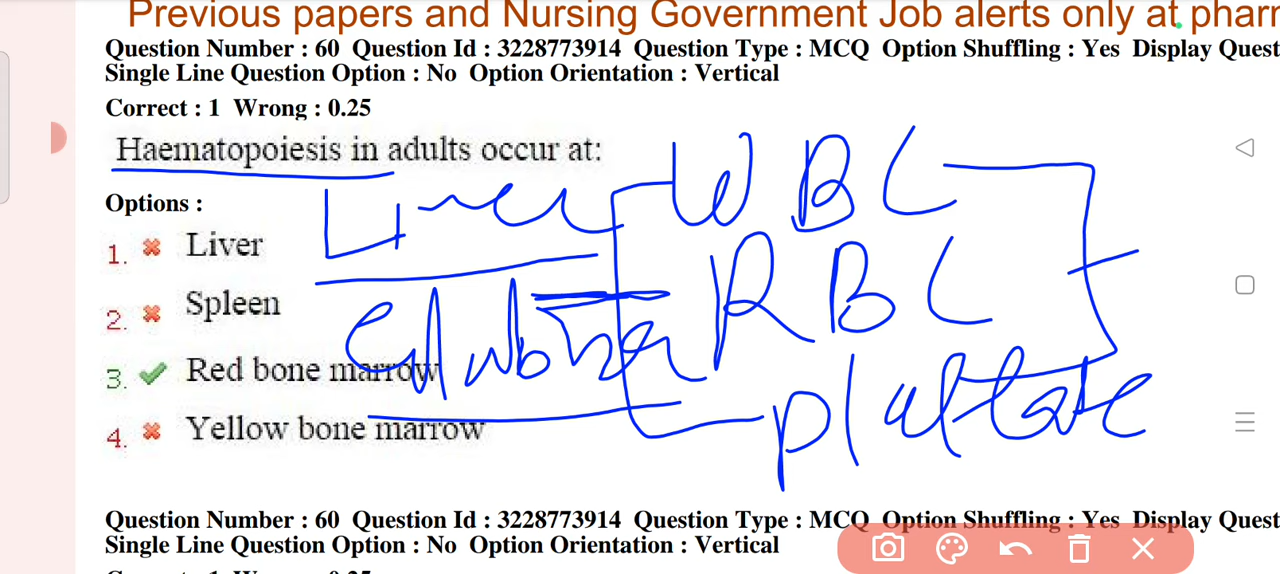 Previous papers and Nursing Government Job alerts only at phar
Question Number : 60 Question Id : 3228773914 Question Type : MCQ Option Shuffling : Yes Display Quest
Single Line Question Option : No Option Orientation : Vertical
Correct : 1 Wrong : 0.25
Haematopoiesis in adults occur at:
WBC
Options :
Liver
1. Liver
RBC
2. Spleen
3. Red bone marrow
4. Yellow bone marrow
Question Number : 60 Question Id : 3228773914 Question Type : MCQ Option Shuffling : Yes Display Quest
Single Line Question Option : No Option Orientation : Vertical